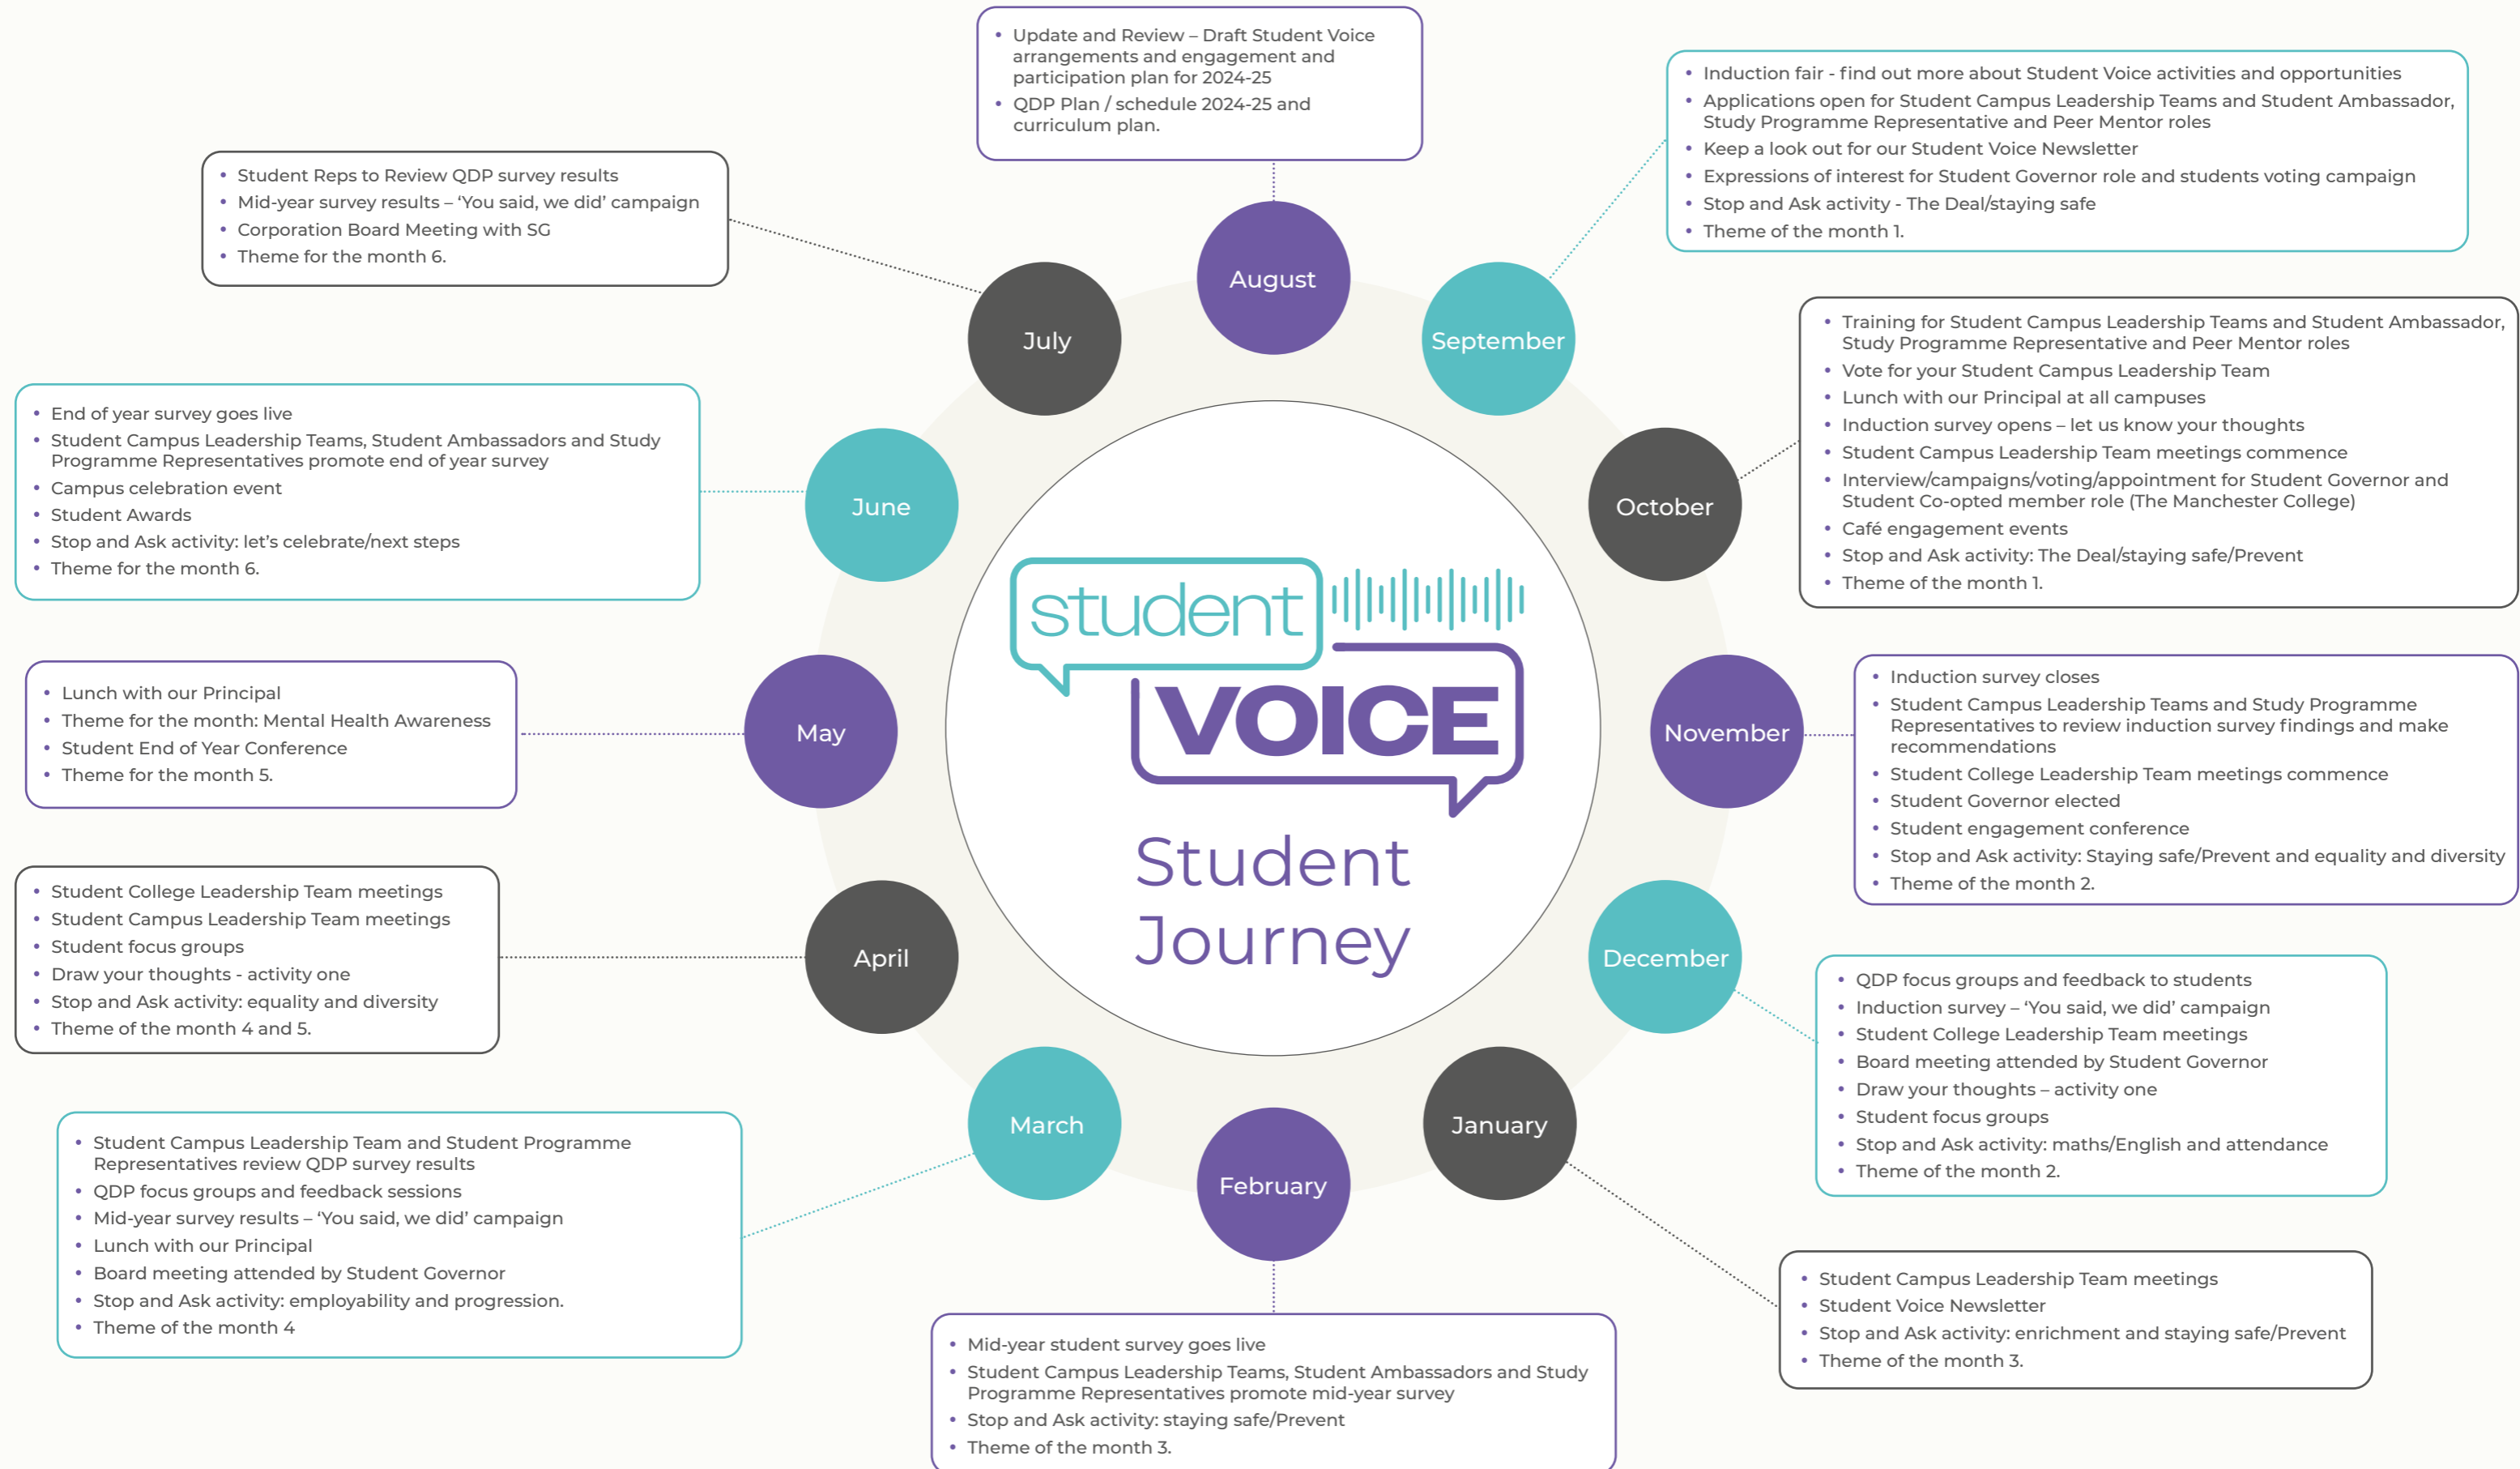 • Update and Review – Draft Student Voice
arrangements and engagement and
participation plan for 2024-25
• QDP Plan / schedule 2024-25 and
curriculum plan.
August
• Induction fair - find out more about Student Voice activities and opportunities
• Applications open for Student Campus Leadership Teams and Student Ambassador,
Study Programme Representative and Peer Mentor roles
• Keep a look out for our Student Voice Newsletter
• Expressions of interest for Student Governor role and students voting campaign
• Stop and Ask activity - The Deal/staying safe
• Theme of the month 1.
September
• Training for Student Campus Leadership Teams and Student Ambassador,
Study Programme Representative and Peer Mentor roles
• Vote for your Student Campus Leadership Team
• Lunch with our Principal at all campuses
• Induction survey opens – let us know your thoughts
• Student Campus Leadership Team meetings commence
• Interview/campaigns/voting/appointment for Student Governor and
Student Co-opted member role (The Manchester College)
• Café engagement events
• Stop and Ask activity: The Deal/staying safe/Prevent
• Theme of the month 1.
October
• Induction survey closes
• Student Campus Leadership Teams and Study Programme
Representatives to review induction survey findings and make
recommendations
• Student College Leadership Team meetings commence
• Student Governor elected
• Student engagement conference
• Stop and Ask activity: Staying safe/Prevent and equality and diversity
• Theme of the month 2.
November
• QDP focus groups and feedback to students
• Induction survey – ‘You said, we did’ campaign
• Student College Leadership Team meetings
• Board meeting attended by Student Governor
• Draw your thoughts – activity one
• Student focus groups
• Stop and Ask activity: maths/English and attendance
• Theme of the month 2.
December
• Student Campus Leadership Team meetings
• Student Voice Newsletter
• Stop and Ask activity: enrichment and staying safe/Prevent
• Theme of the month 3.
January
• Mid-year student survey goes live
• Student Campus Leadership Teams, Student Ambassadors and Study
Programme Representatives promote mid-year survey
• Stop and Ask activity: staying safe/Prevent
• Theme of the month 3.
February
• Student Campus Leadership Team and Student Programme
Representatives review QDP survey results
• QDP focus groups and feedback sessions
• Mid-year survey results – ‘You said, we did’ campaign
• Lunch with our Principal
• Board meeting attended by Student Governor
• Stop and Ask activity: employability and progression.
• Theme of the month 4
March
• Student College Leadership Team meetings
• Student Campus Leadership Team meetings
• Student focus groups
• Draw your thoughts - activity one
• Stop and Ask activity: equality and diversity
• Theme of the month 4 and 5.
April
• Lunch with our Principal
• Theme for the month: Mental Health Awareness
• Student End of Year Conference
• Theme for the month 5.
May
• End of year survey goes live
• Student Campus Leadership Teams, Student Ambassadors and Study
Programme Representatives promote end of year survey
• Campus celebration event
• Student Awards
• Stop and Ask activity: let’s celebrate/next steps
• Theme for the month 6.
June
• Student Reps to Review QDP survey results
• Mid-year survey results – ‘You said, we did’ campaign
• Corporation Board Meeting with SG
• Theme for the month 6.
July
student
VOICE
Student
Journey